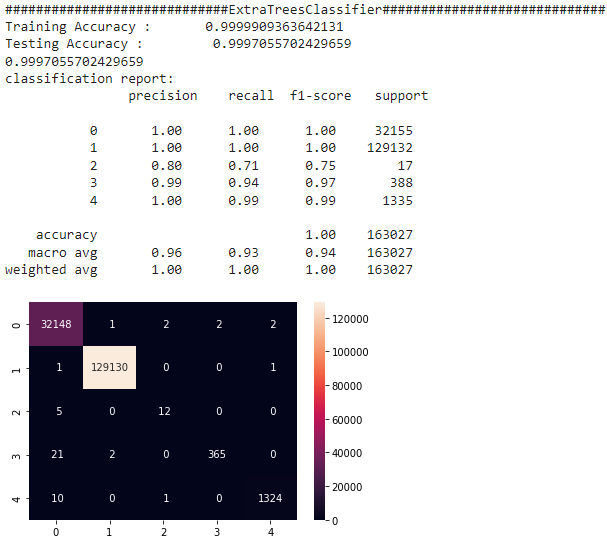 #############################ExtraTreesClassifier#############################
Training Accuracy :       0.9999909363642131
Testing Accuracy :         0.9997055702429659
0.9997055702429659
classification report:
precision    recall  f1-score   support
0       1.00      1.00      1.00     32155
1       1.00      1.00      1.00    129132
2       0.80      0.71      0.75        17
3       0.99      0.94      0.97       388
4       1.00      0.99      0.99      1335
accuracy                           1.00    163027
macro avg       0.96      0.93      0.94    163027
weighted avg       1.00      1.00      1.00    163027
0 32148 1 2 2 2
1 1 129130 0 0 1
2 5 0 12 0 0
3 21 2 0 365 0
4 10 0 1 0 1324
0 1 2 3 4
120000
100000
80000
60000
40000
20000
0